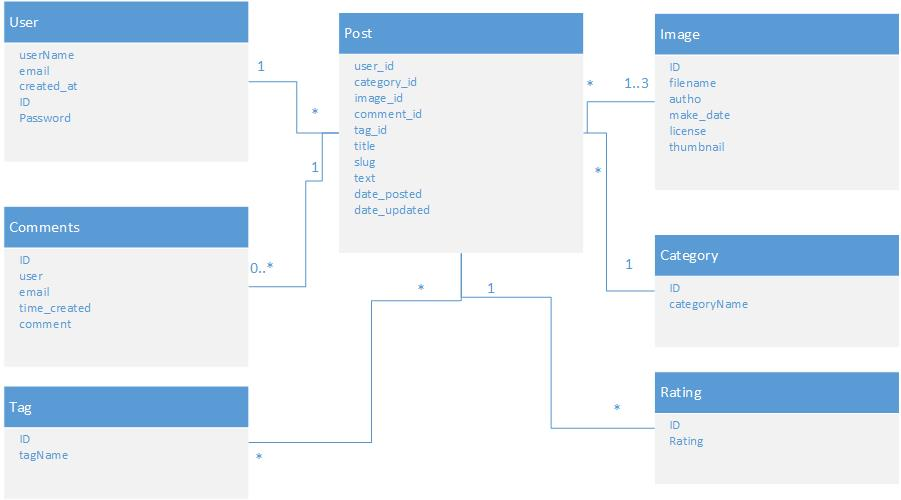 User
userName
email
created_at
ID
Password
1
*
Post
user_id
category_id
image_id
comment_id
tag_id
title
slug
text
date_posted
date_updated
Image
ID
filename
autho
make_date
license
thumbnail
*
1..3
Comments
ID
user
email
time_created
comment
1
0..*
Category
ID
categoryName
*
1
Tag
ID
tagName
*
*
Rating
ID
Rating
1
*